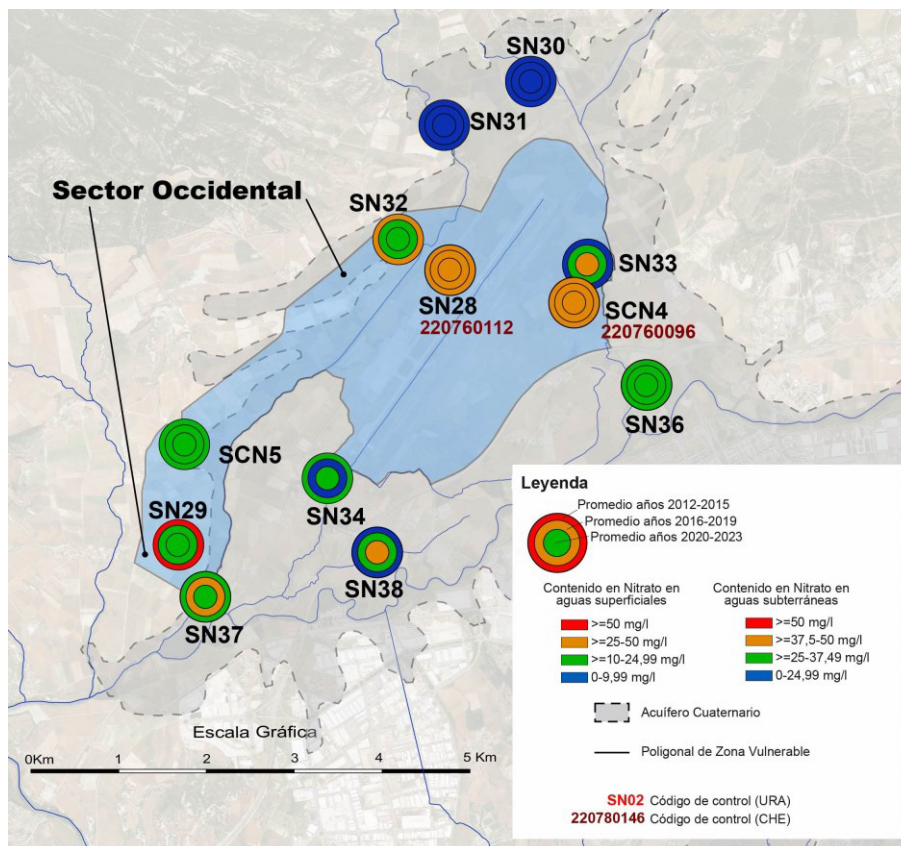 SN30
SN31
Sector Occidental
SN32
SN33
SN28
220760112
SCN4
220760096
SN36
SCN5
SN34
SN29
SN38
SN37
Leyenda
Promedio años 2012-2015
Promedio años 2016-2019
Promedio años 2020-2023
Contenido en Nitrato en
aguas superficiales
>=50 mg/l
>=25-50 mg/l
>=10-24,99 mg/l
0-9,99 mg/l
Contenido en Nitrato en
aguas subterráneas
>=50 mg/l
>=37,5-50 mg/l
>=25-37,49 mg/l
0-24,99 mg/l
Acuífero Cuaternario
Poligonal de Zona Vulnerable
SN02 Código de control (URA)
220780146 Código de control (CHE)
Escala Gráfica
0Km 1 2 3 4 5 Km